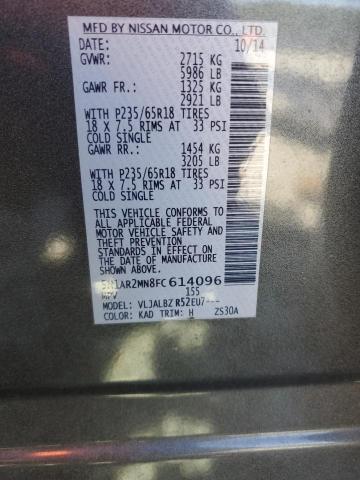 MFD BY NISSAN MOTOR CO., LTD.
DATE: 10/14
GVWR: 2715 KG
5986 LB
GAWR FR.: 1325 KG
2921 LB
WITH P235/65R18 TIRES
18 X 7.5 RIMS AT 33 PSI
COLD SINGLE
GAWR RR.: 1454 KG
3205 LB
WITH P235/65R18 TIRES
18 X 7.5 RIMS AT 33 PSI
COLD SINGLE
THIS VEHICLE CONFORMS TO
ALL APPLICABLE FEDERAL
MOTOR VEHICLE SAFETY
STANDARDS IN EFFECT ON
THE DATE OF MANUFACTURE
SHOWN ABOVE.
AR2MN8FC614096
MPV 155
MODEL: VLJALBZ R52EU7
COLOR: KAD TRIM: H ZS30A